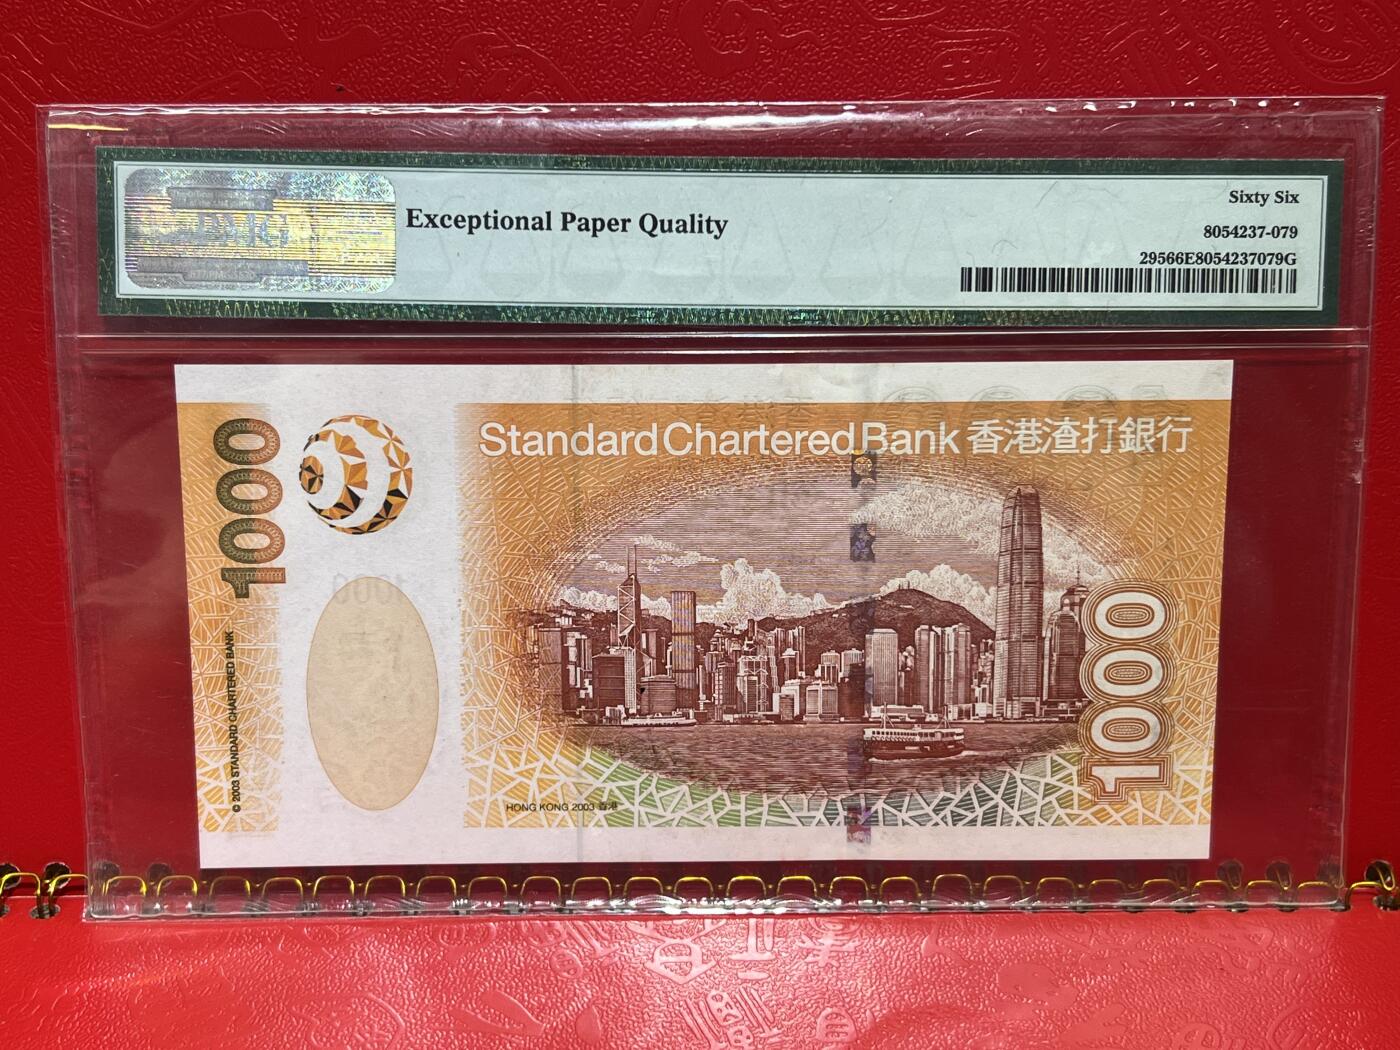 Exceptional Paper Quality
Sixty Six
8054237-079
29566E8054237079G
Standard Chartered Bank 香港渣打銀行
1000
© 2003 STANDARD CHARTERED BANK
HONG KONG 2003 香港
1000